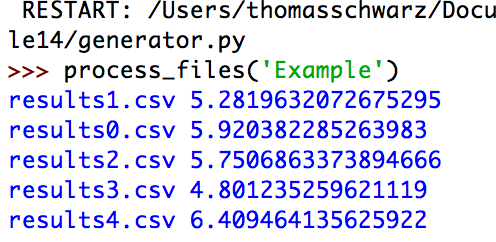 RESTART: /Users/thomasschwarz/Docu
le14/generator.py
>>> process_files('Example')
results1.csv 5.2819632072675295
results0.csv 5.920382285263983
results2.csv 5.7506863373894666
results3.csv 4.801235259621119
results4.csv 6.409464135625922